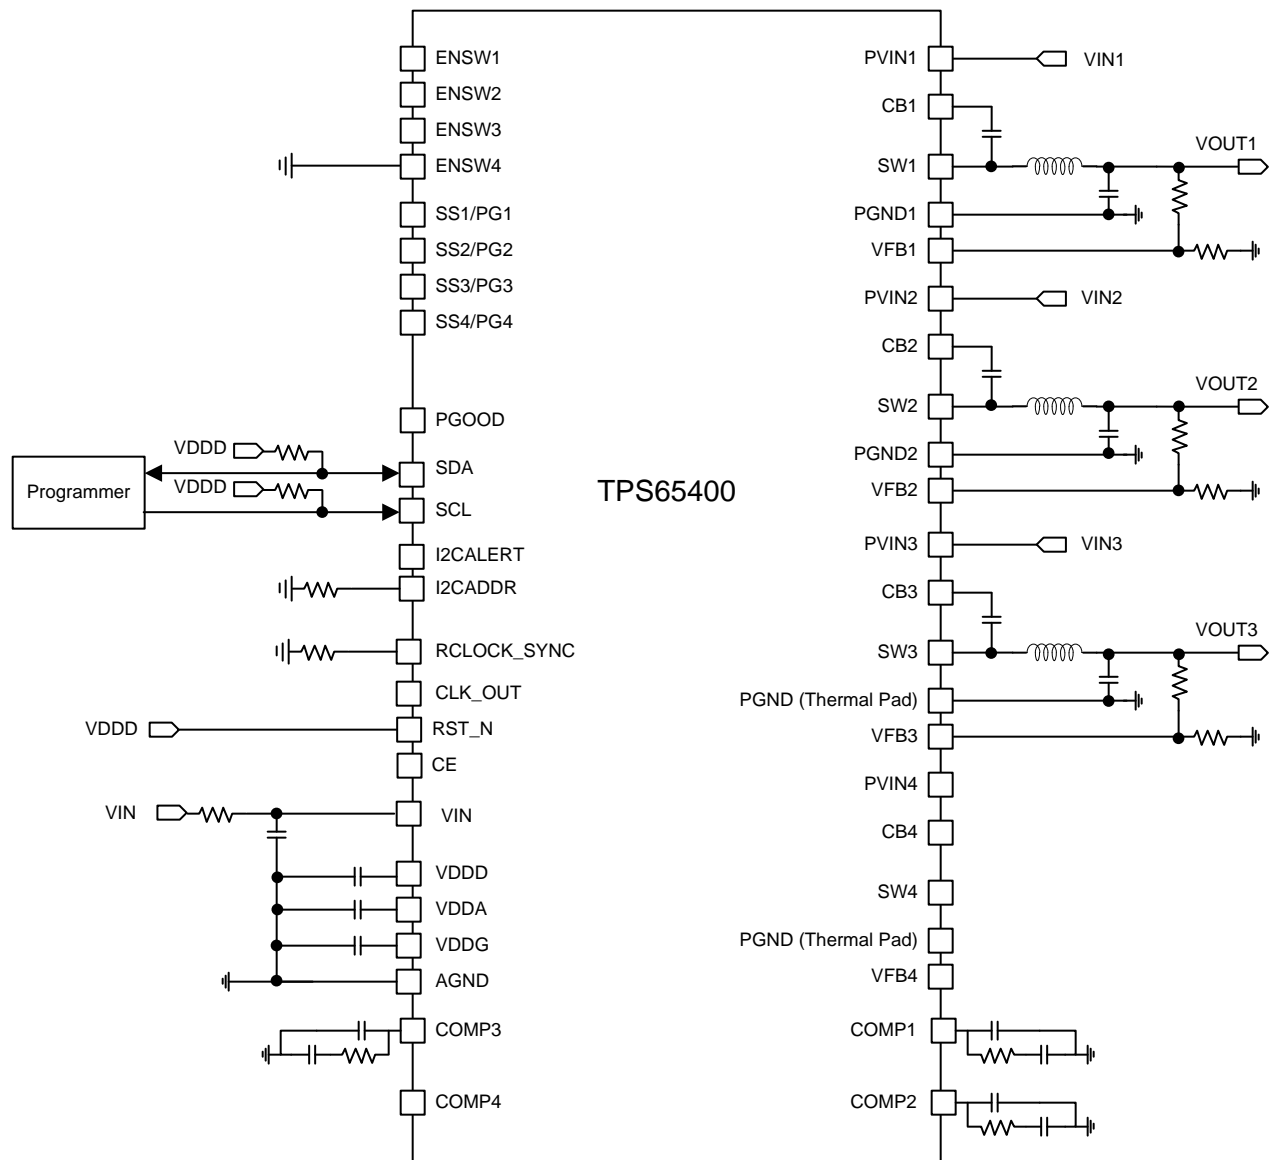 ENSW1
ENSW2
ENSW3
ENSW4
SS1/PG1
SS2/PG2
SS3/PG3
SS4/PG4
PGOOD
VDDD
SDA
Programmer
VDDD
SCL
I2CALERT
I2CADDR
RCLOCK_SYNC
CLK_OUT
VDDD
RST_N
CE
VIN
VIN
VDDD
VDDA
VDDG
AGND
COMP3
COMP4
TPS65400
PVIN1
VIN1
CB1
VOUT1
SW1
PGND1
VFB1
PVIN2
VIN2
CB2
VOUT2
SW2
PGND2
VFB2
PVIN3
VIN3
CB3
VOUT3
SW3
PGND (Thermal Pad)
VFB3
PVIN4
CB4
SW4
PGND (Thermal Pad)
VFB4
COMP1
COMP2